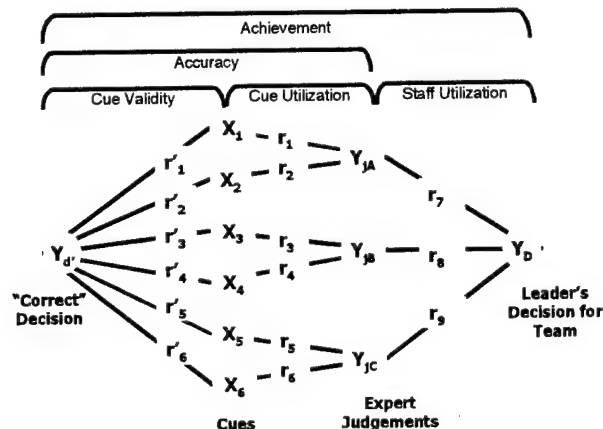 Achievement
Accuracy
Cue Validity Cue Utilization Staff Utilization
X1 r1
r'1 r2 YjA
X2 r7
r'2
r'3 X3 r3
Yd' YjB r8 YD
r'4 X4 r4
"Correct" Decision
r'5 r9 Leader's Decision for Team
X5 r5
r'6 r6 YjC
X6
Cues Expert Judgements